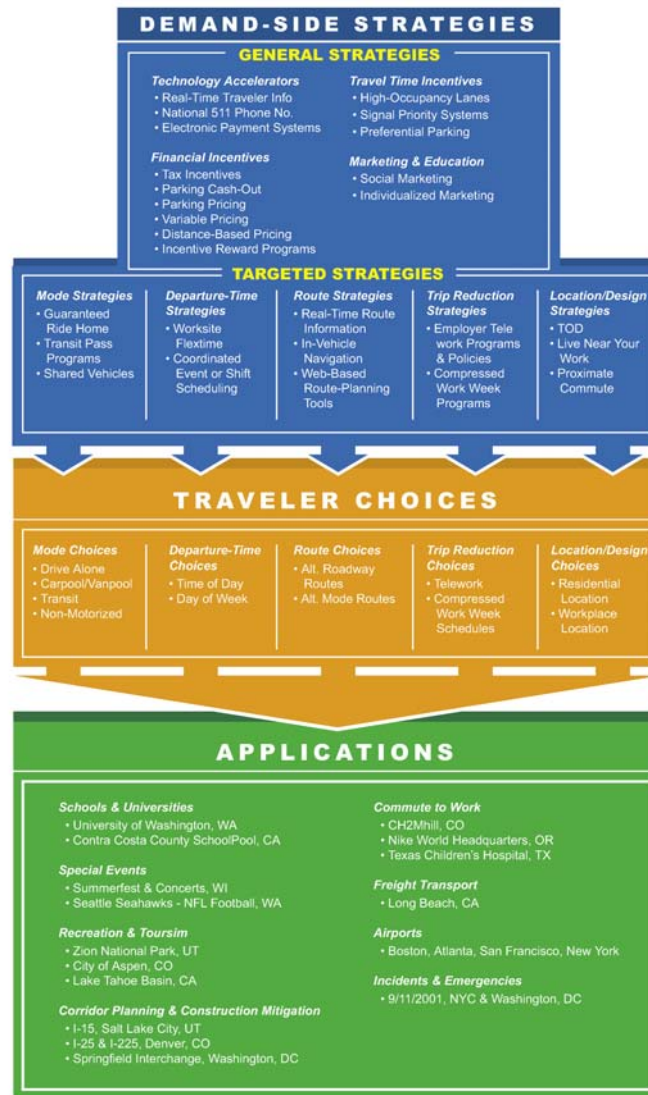 DEMAND-SIDE STRATEGIES
GENERAL STRATEGIES
Technology Accelerators
• Real-Time Traveler Info
• National 511 Phone No.
• Electronic Payment Systems
Financial Incentives
• Tax Incentives
• Parking Cash-Out
• Parking Pricing
• Variable Pricing
• Distance-Based Pricing
• Incentive Reward Programs
Travel Time Incentives
• High-Occupancy Lanes
• Signal Priority Systems
• Preferential Parking
Marketing & Education
• Social Marketing
• Individualized Marketing
TARGETED STRATEGIES
Mode Strategies
• Guaranteed
Ride Home
• Transit Pass
Programs
• Shared Vehicles
Departure-Time
Strategies
• Worksite
Flextime
• Coordinated
Event or Shift
Scheduling
Route Strategies
• Real-Time Route
Information
• In-Vehicle
Navigation
• Web-Based
Route-Planning
Tools
Trip Reduction
Strategies
• Employer Tele
work Programs
& Policies
• Compressed
Work Week
Programs
Location/Design
Strategies
• TOD
• Live Near Your
Work
• Proximate
Commute
TRAVELER CHOICES
Mode Choices
• Drive Alone
• Carpool/Vanpool
• Transit
• Non-Motorized
Departure-Time
Choices
• Time of Day
• Day of Week
Route Choices
• Alt. Roadway
Routes
• Alt. Mode Routes
Trip Reduction
Choices
• Telework
• Compressed
Work Week
Schedules
Location/Design
Choices
• Residential
Location
• Workplace
Location
APPLICATIONS
Schools & Universities
• University of Washington, WA
• Contra Costa County SchoolPool, CA
Special Events
• Summerfest & Concerts, WI
• Seattle Seahawks - NFL Football, WA
Recreation & Toursim
• Zion National Park, UT
• City of Aspen, CO
• Lake Tahoe Basin, CA
Corridor Planning & Construction Mitigation
• I-15, Salt Lake City, UT
• I-25 & I-225, Denver, CO
• Springfield Interchange, Washington, DC
Commute to Work
• CH2Mhill, CO
• Nike World Headquarters, OR
• Texas Children's Hospital, TX
Freight Transport
• Long Beach, CA
Airports
• Boston, Atlanta, San Francisco, New York
Incidents & Emergencies
• 9/11/2001, NYC & Washington, DC